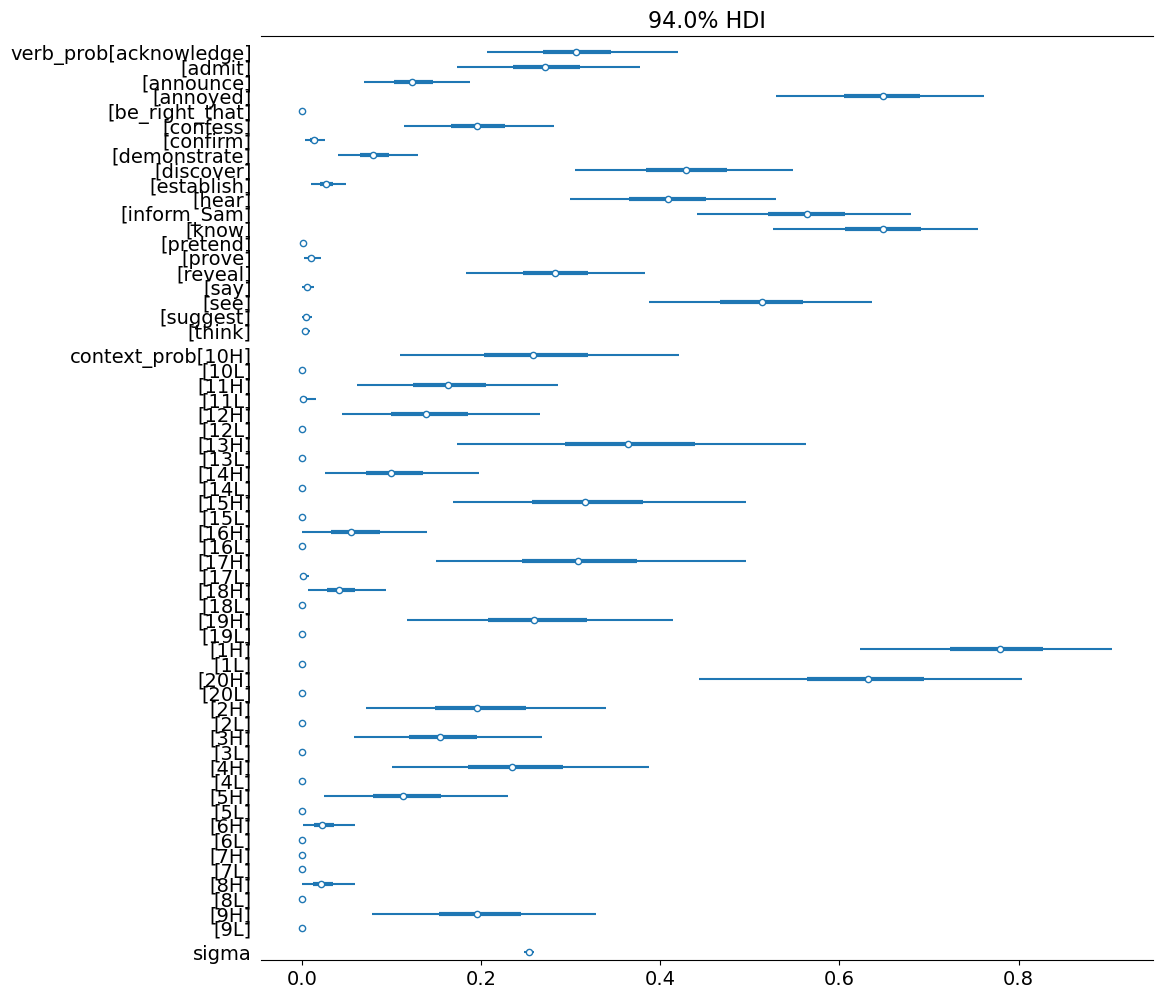 94.0% HDI
verb_prob[acknowledge]
[admit]
[announce]
[annoyed]
[be_right_that]
[confess]
[confirm]
[demonstrate]
[discover]
[establish]
[hear]
[inform_Sam]
[know]
[pretend]
[prove]
[reveal]
[say]
[see]
[suggest]
[think]
context_prob[10H]
[10L]
[11H]
[11L]
[12H]
[12L]
[13H]
[13L]
[14H]
[14L]
[15H]
[15L]
[16H]
[16L]
[17H]
[17L]
[18H]
[18L]
[19H]
[19L]
[1H]
[1L]
[20H]
[20L]
[2H]
[2L]
[3H]
[3L]
[4H]
[4L]
[5H]
[5L]
[6H]
[6L]
[7H]
[7L]
[8H]
[8L]
[9H]
[9L]
sigma
0.0 0.2 0.4 0.6 0.8